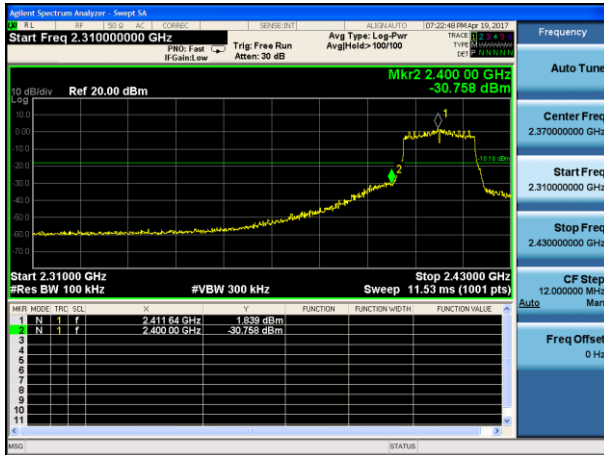 Agilent Spectrum Analyzer - Swept SA
RL RF 50 Ω AC CORREC SENSE:INT ALIGNAUTO 07:22:48 PM Apr 19, 2017
Start Freq 2.310000000 GHz
PNO: Fast
IFGain:Low
Trig: Free Run
Atten: 30 dB
Avg Type: Log-Pwr
Avg|Hold>100/100
TRACE 1 2 3 4 5 6
TYPE M
DET P N N N N N
Mkr2 2.400 00 GHz
-30.758 dBm
10 dB/div Ref 20.00 dBm
Log
10.0
0.00
-10.0
-20.0
-30.0
-40.0
-50.0
-60.0
-70.0
1
2
-18.16 dBm
Start 2.31000 GHz Stop 2.43000 GHz
#Res BW 100 kHz #VBW 300 kHz Sweep 11.53 ms (1001 pts)
MKR MODE TRC SCL X Y FUNCTION FUNCTION WIDTH FUNCTION VALUE
1 N 1 f 2.411 64 GHz 1.839 dBm
2 N 1 f 2.400 00 GHz -30.758 dBm
3
4
5
6
7
8
9
10
11
MSG STATUS
Frequency
Auto Tune
Center Freq
2.370000000 GHz
Start Freq
2.310000000 GHz
Stop Freq
2.430000000 GHz
CF Step
12.000000 MHz
Auto Man
Freq Offset
0 Hz